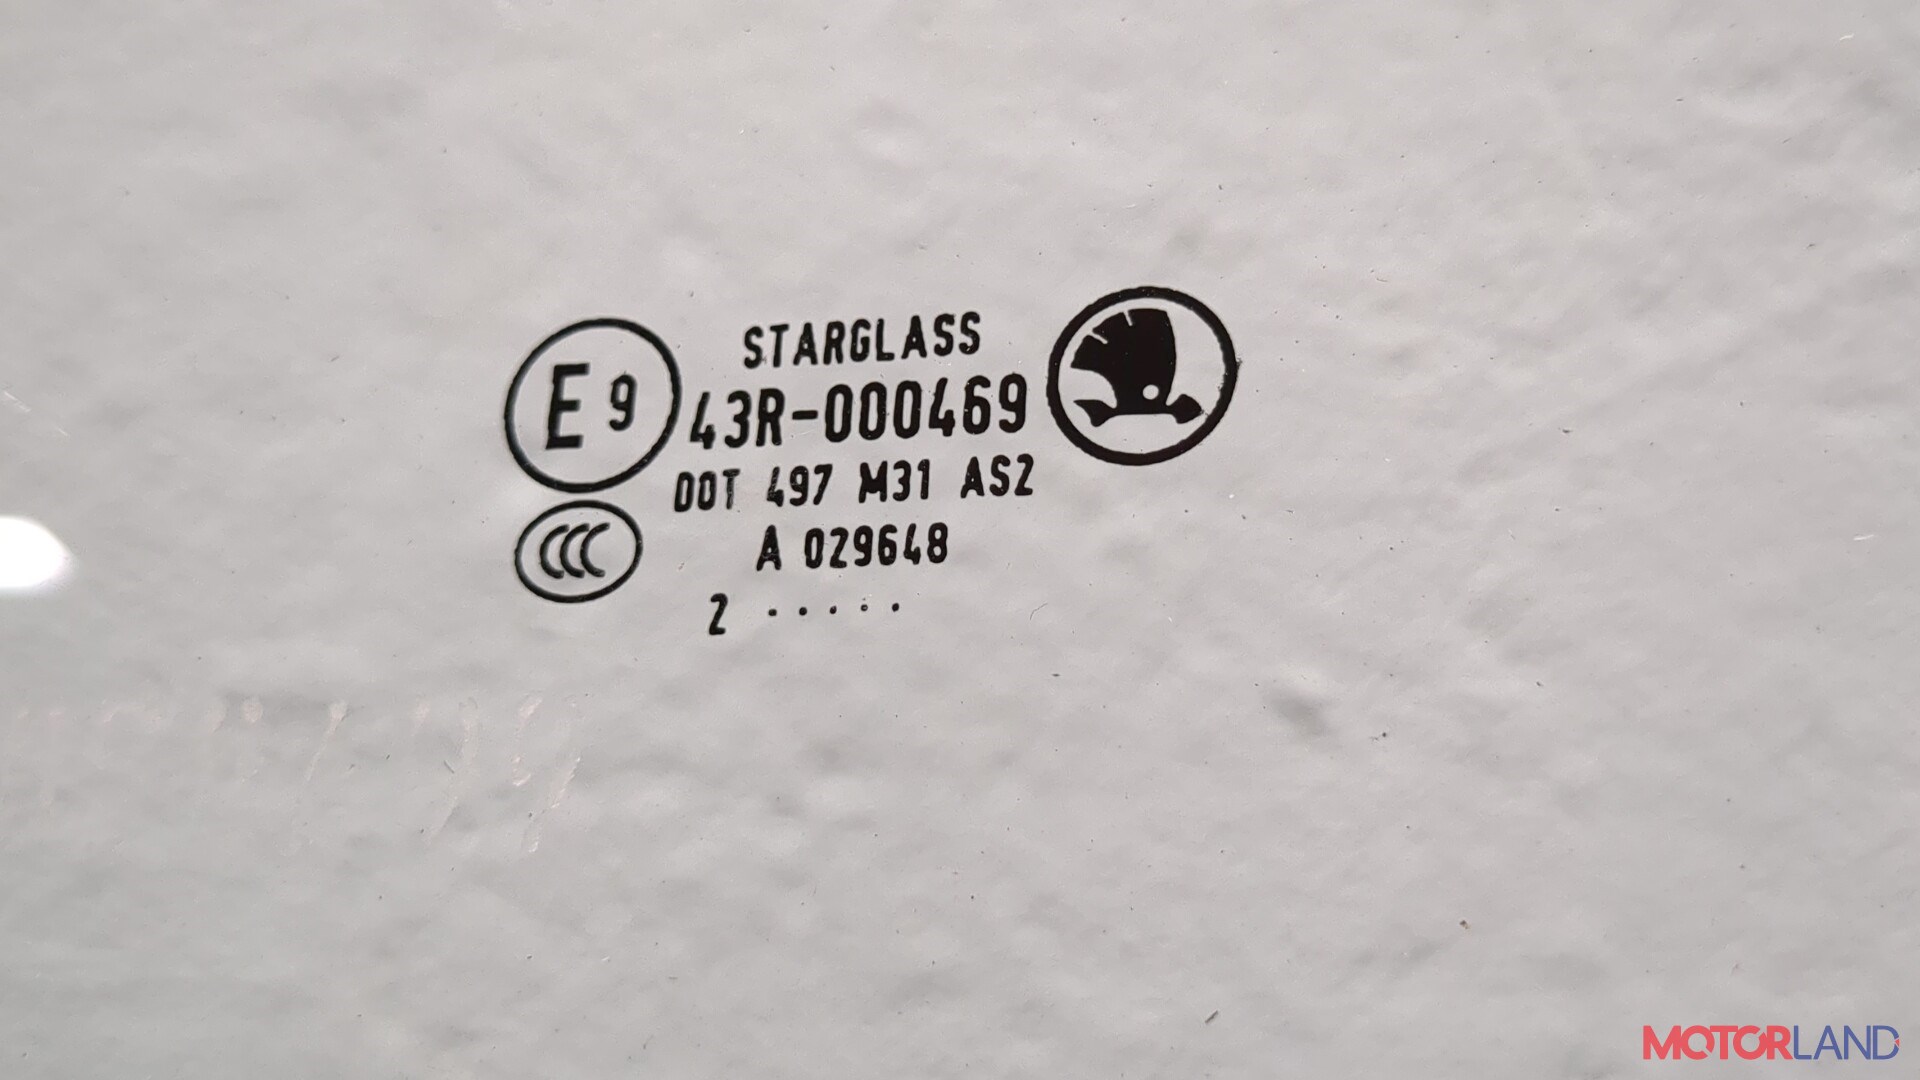 STARGLASS
E 9
43R-000469
DOT 497 M31 AS2
CCC
A 029648
2 . . . . .
MOTORLAND